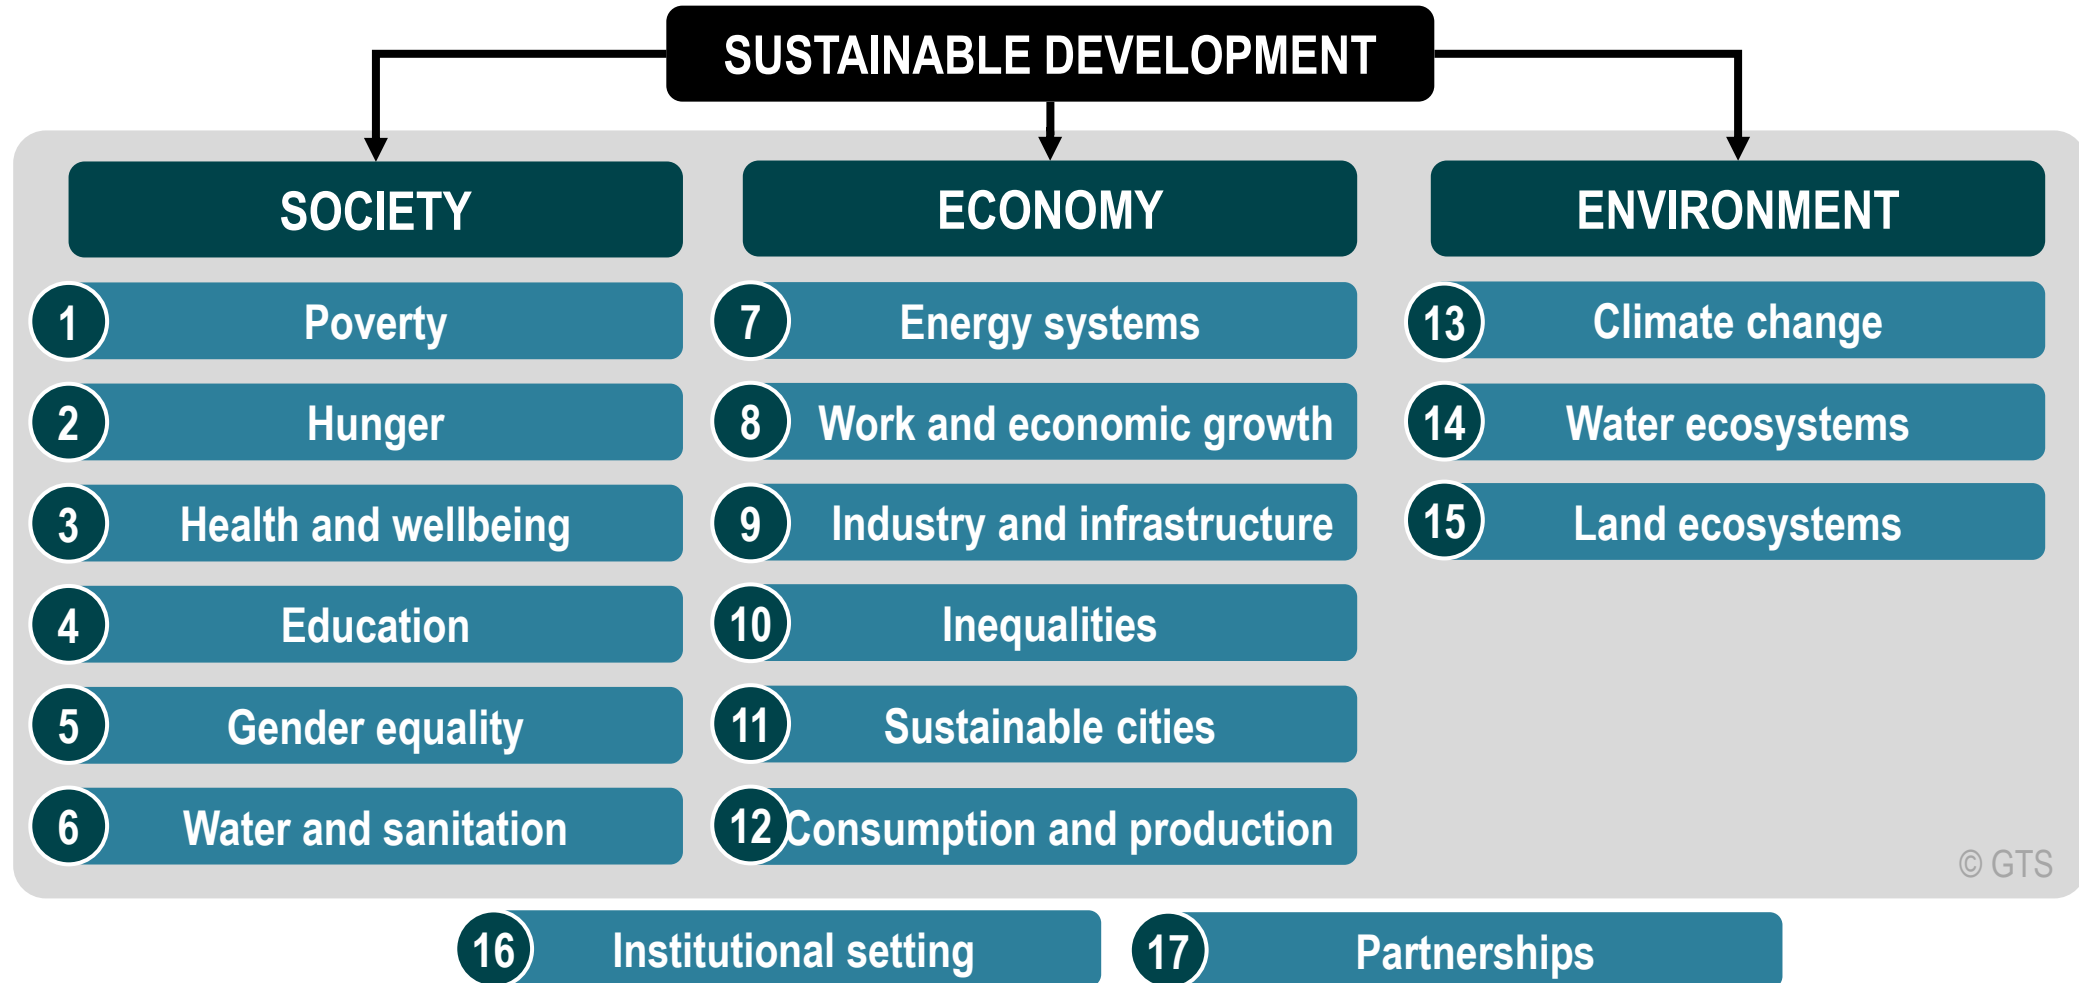 SUSTAINABLE DEVELOPMENT
SOCIETY
1 Poverty
2 Hunger
3 Health and wellbeing
4 Education
5 Gender equality
6 Water and sanitation
ECONOMY
7 Energy systems
8 Work and economic growth
9 Industry and infrastructure
10 Inequalities
11 Sustainable cities
12 Consumption and production
ENVIRONMENT
13 Climate change
14 Water ecosystems
15 Land ecosystems
© GTS
16 Institutional setting
17 Partnerships